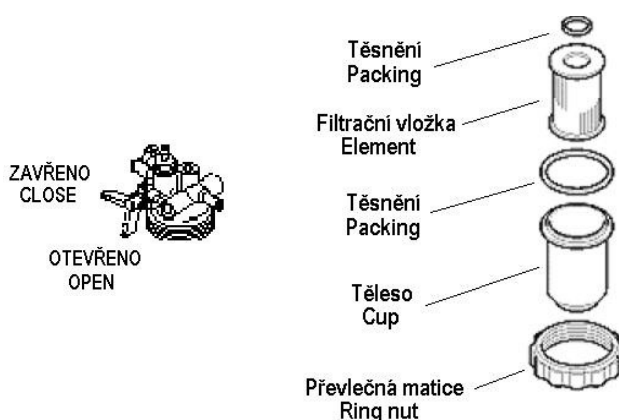 ZAVŘENO
CLOSE
OTEVŘENO
OPEN
Těsnění
Packing
Filtrační vložka
Element
Těsnění
Packing
Těleso
Cup
Převlečná matice
Ring nut